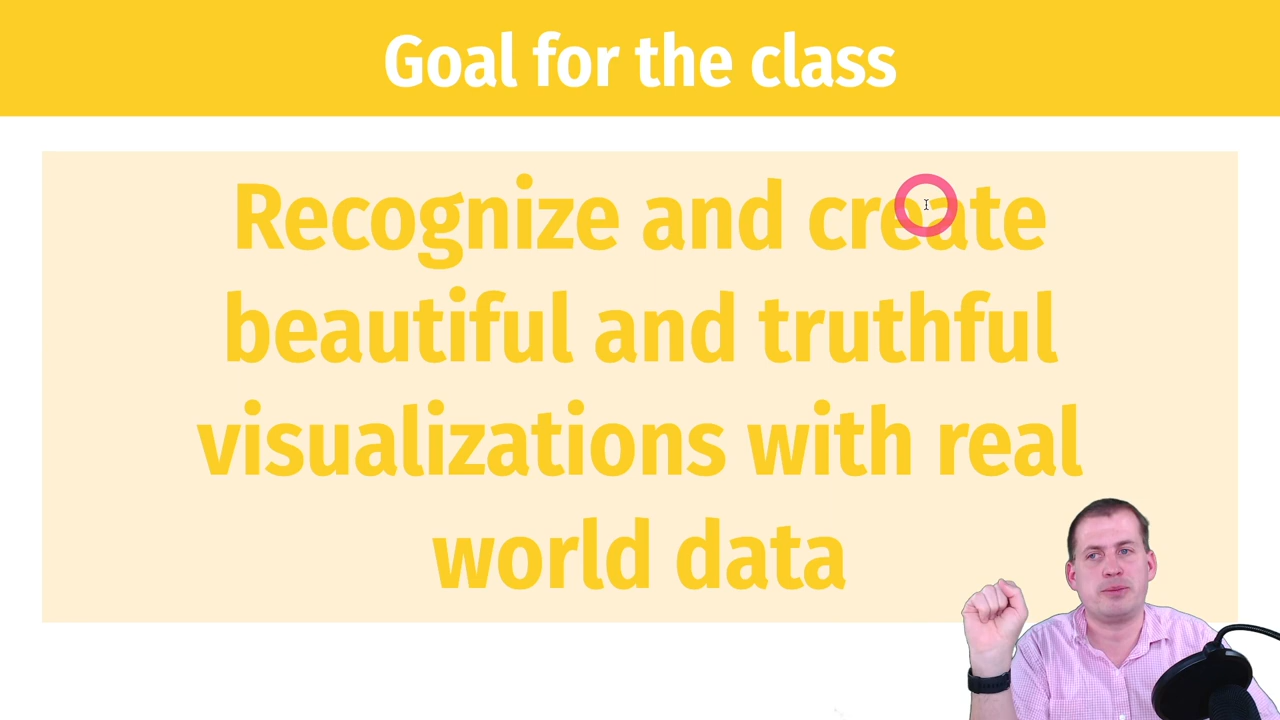 Goal for the class
Recognize and create
beautiful and truthful
visualizations with real
world data